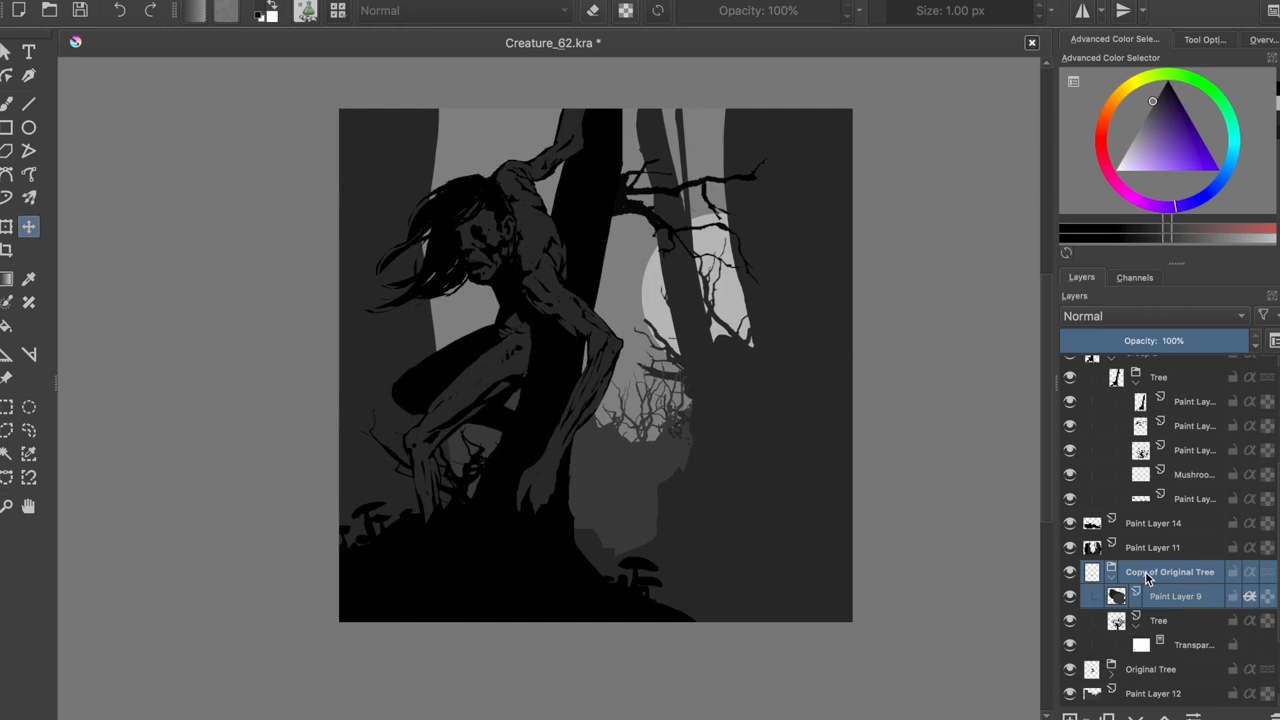 Normal
Opacity: 100%
Size: 1.00 px
Creature_62.kra *
Advanced Color Sele...
Tool Opti...
Overv...
Advanced Color Selector
Layers
Channels
Layers
Normal
Opacity: 100%
Tree
Paint Lay...
Paint Lay...
Paint Lay...
Mushroo...
Paint Lay...
Paint Layer 14
Paint Layer 11
Copy of Original Tree
Paint Layer 9
Tree
Transpar...
Original Tree
Paint Layer 12